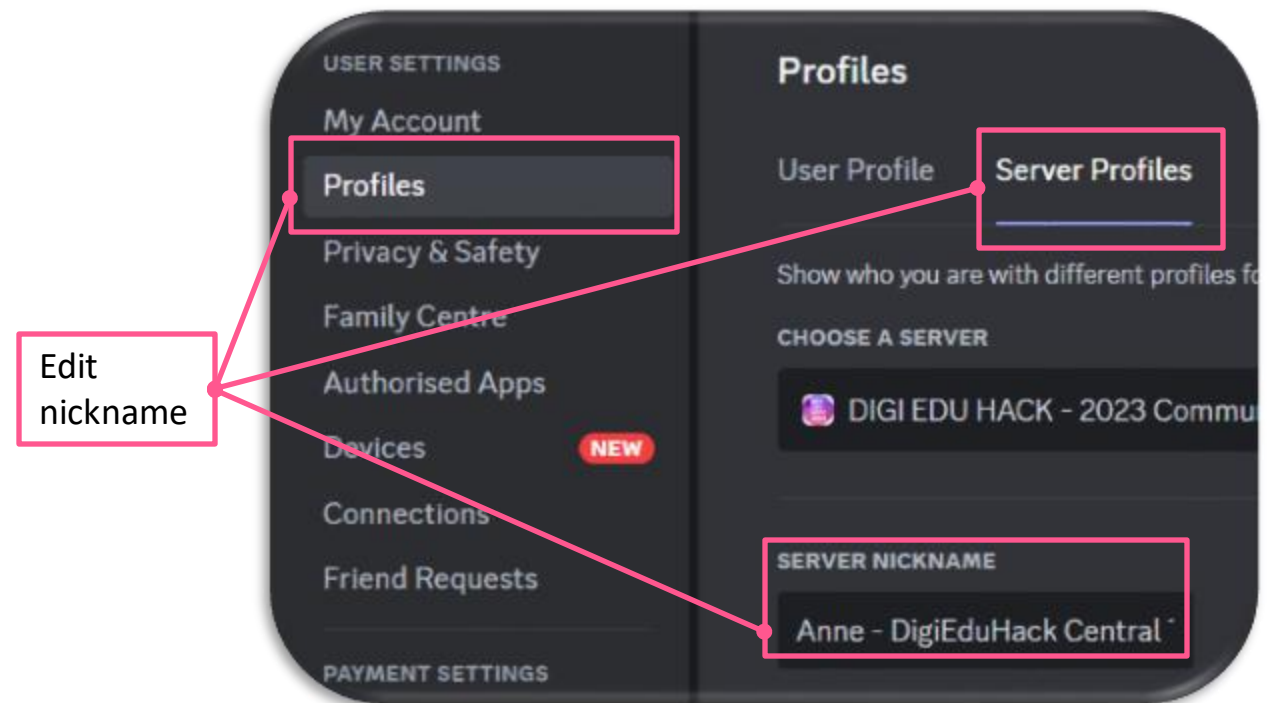 Edit
nickname
USER SETTINGS
My Account
Profiles
Privacy & Safety
Family Centre
Authorised Apps
Devices NEW
Connections
Friend Requests
PAYMENT SETTINGS
Profiles
User Profile Server Profiles
Show who you are with different profiles
CHOOSE A SERVER
DIGI EDU HACK - 2023
SERVER NICKNAME
Anne - DigiEduHack Central